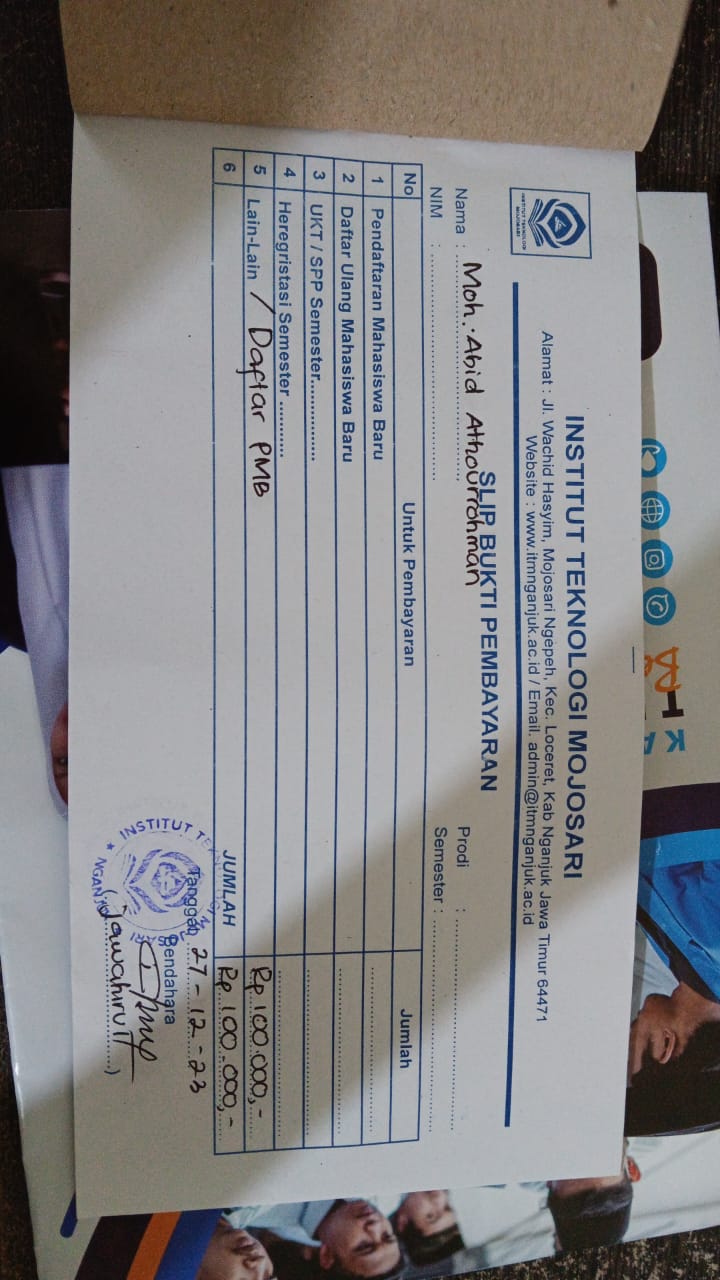 INSTITUT TEKNOLOGI MOJOSARI
Alamat : Jl. Wachid Hasyim, Mojosari Ngepeh, Kec. Loceret, Kab Nganjuk Jawa Timur 64471
Website : www.itmnganjuk.ac.id / Email. admin@itmnganjuk.ac.id
INSTITUT TEKNOLOGI
MOJOSARI
SLIP BUKTI PEMBAYARAN
Nama : Moh. Abid Athourrohman Prodi :
NIM : Semester :
No Untuk Pembayaran Jumlah
1 Pendaftaran Mahasiswa Baru
2 Daftar Ulang Mahasiswa Baru
3 UKT / SPP Semester
4 Heregristasi Semester
5 Lain-Lain / Daftar PMB Rp 100.000,-
6 JUMLAH Rp 100.000,-
Tanggal 27-12-23
Bendahara
INSTITUT
NGANJUK